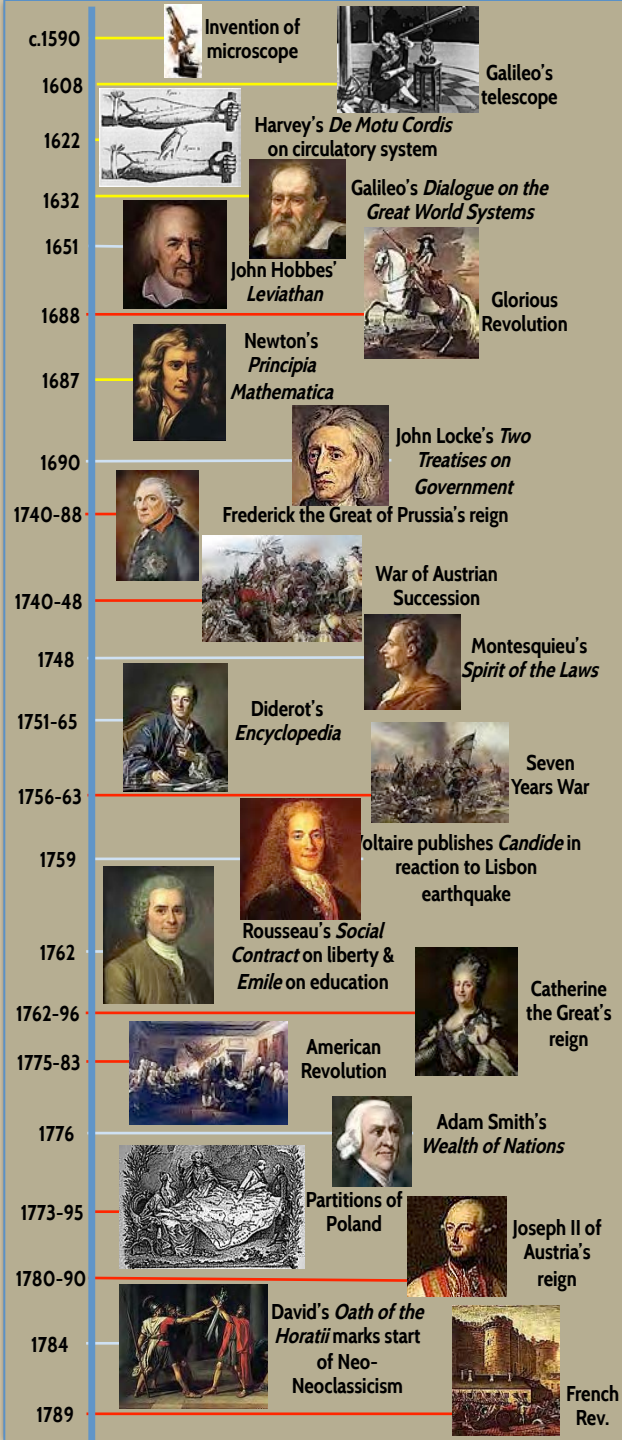 c.1590
Invention of
microscope
1608
Galileo's
telescope
1622
Harvey's De Motu Cordis
on circulatory system
1632
Galileo's Dialogue on the
Great World Systems
1651
John Hobbes'
Leviathan
1688
Glorious
Revolution
1687
Newton's
Principia
Mathematica
1690
John Locke's Two
Treatises on
Government
1740-88
Frederick the Great of Prussia's reign
1740-48
War of Austrian
Succession
1748
Montesquieu's
Spirit of the Laws
1751-65
Diderot's
Encyclopedia
1756-63
Seven
Years War
1759
oltaire publishes Candide in
reaction to Lisbon
earthquake
1762
Rousseau's Social
Contract on liberty &
Emile on education
1762-96
Catherine
the Great's
reign
1775-83
American
Revolution
1776
Adam Smith's
Wealth of Nations
1773-95
Partitions of
Poland
1780-90
Joseph II of
Austria's
reign
1784
David's Oath of the
Horatii marks start
of Neo-
Neoclassicism
1789
French
Rev.